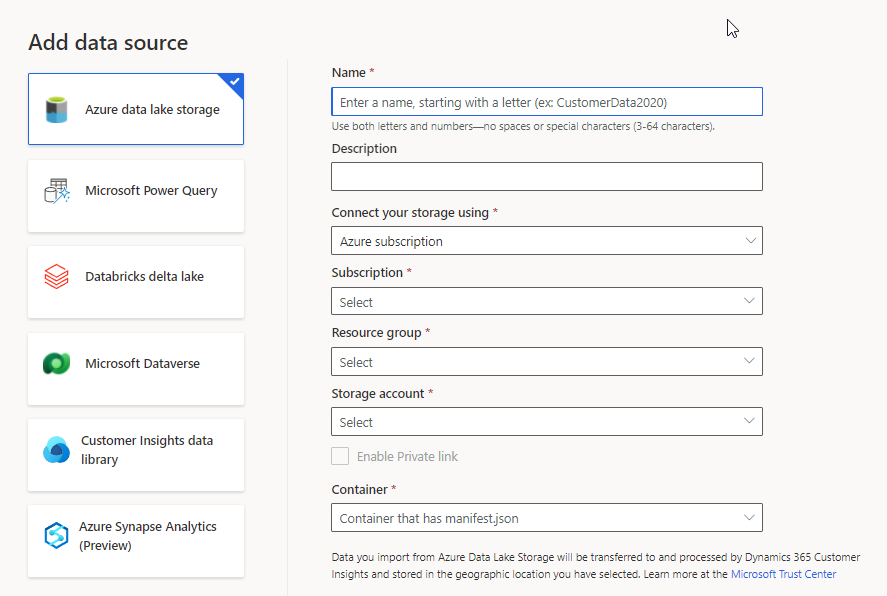 Add data source
Azure data lake storage
Microsoft Power Query
Databricks delta lake
Microsoft Dataverse
Customer Insights data
library
Azure Synapse Analytics
(Preview)
Name *
Enter a name, starting with a letter (ex: CustomerData2020)
Use both letters and numbers—no spaces or special characters (3-64 characters).
Description
Connect your storage using *
Azure subscription
Subscription *
Select
Resource group *
Select
Storage account *
Select
Enable Private link
Container *
Container that has manifest.json
Data you import from Azure Data Lake Storage will be transferred to and processed by Dynamics 365 Customer
Insights and stored in the geographic location you have selected. Learn more at the Microsoft Trust Center